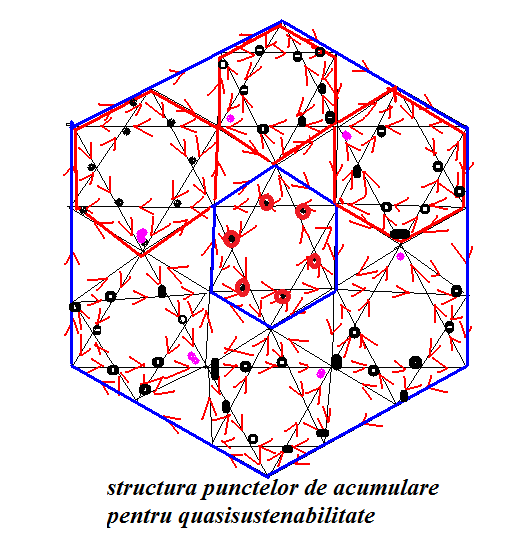 structura punctelor de acumulare
pentru quasisustenabilitate